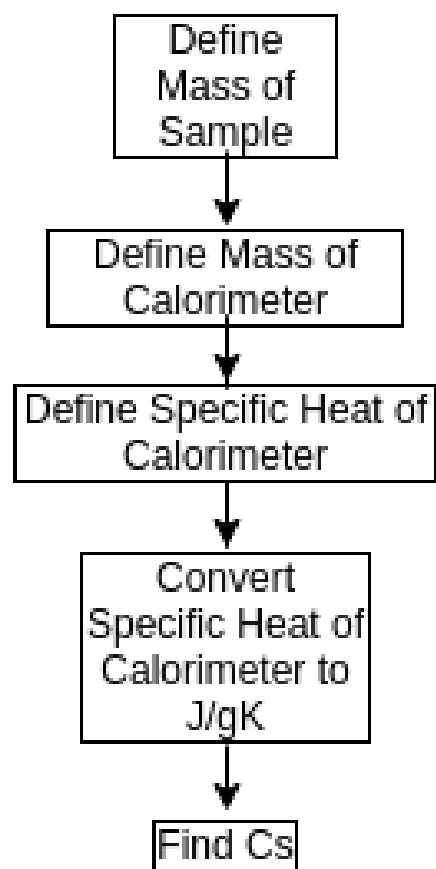 Define
Mass of
Sample
Define Mass of
Calorimeter
Define Specific Heat of
Calorimeter
Convert
Specific Heat of
Calorimeter to
J/gK
Find Cs